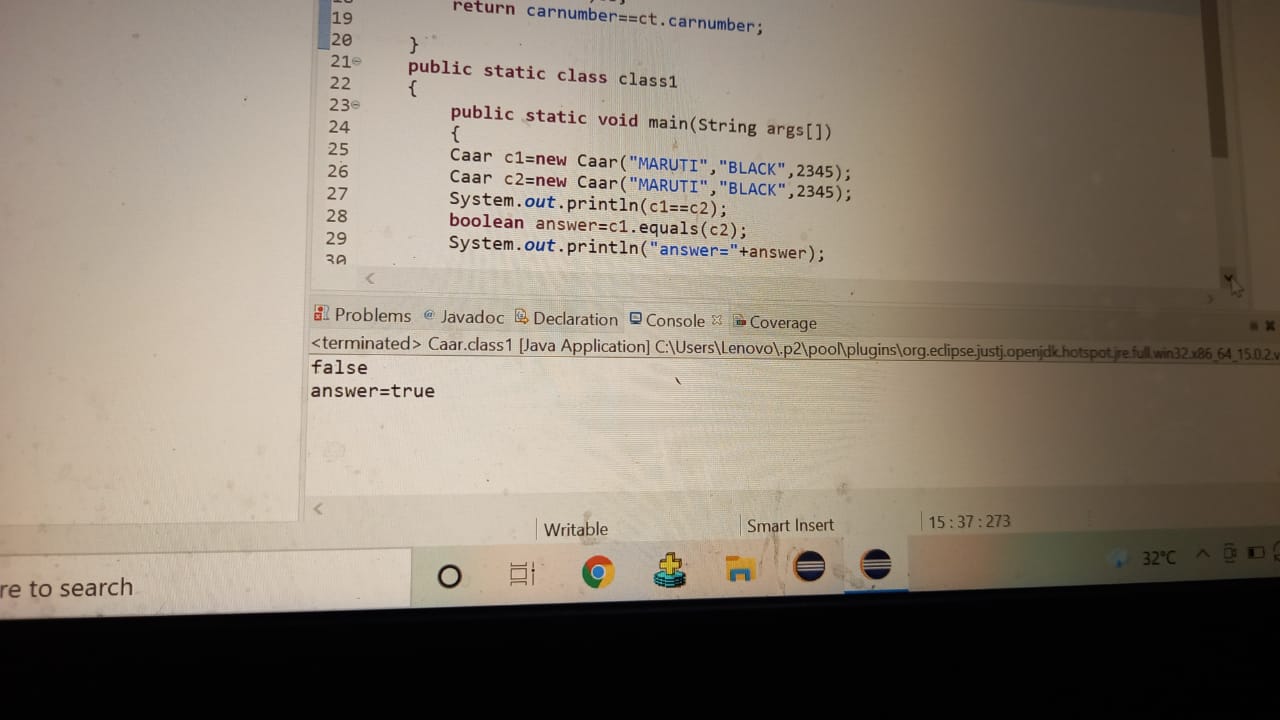 19 return carnumber==ct.carnumber;
20 }
21 public static class class1
22 {
23 public static void main(String args[])
24 {
25 Caar c1=new Caar("MARUTI","BLACK",2345);
26 Caar c2=new Caar("MARUTI","BLACK",2345);
27 System.out.println(c1==c2);
28 boolean answer=c1.equals(c2);
29 System.out.println("answer="+answer);
30
Problems @ Javadoc Declaration Console Coverage
<terminated> Caar.class1 [Java Application] C:\Users\Lenovo\.p2\pool\plugins\org.eclipse.justj.openjdk.hotspot.jre.full.win32.x86_64_15.0.2.v
false
answer=true
Writable Smart Insert 15 : 37 : 273
re to search 32°C